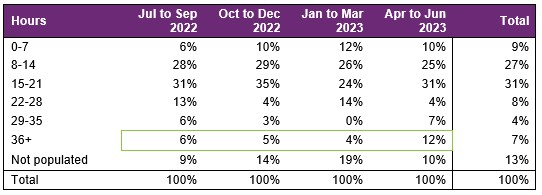 Hours Jul to Sep 2022 Oct to Dec 2022 Jan to Mar 2023 Apr to Jun 2023 Total
0-7 6% 10% 12% 10% 9%
8-14 28% 29% 26% 25% 27%
15-21 31% 35% 24% 31% 31%
22-28 13% 4% 14% 4% 8%
29-35 6% 3% 0% 7% 4%
36+ 6% 5% 4% 12% 7%
Not populated 9% 14% 19% 10% 13%
Total 100% 100% 100% 100% 100%